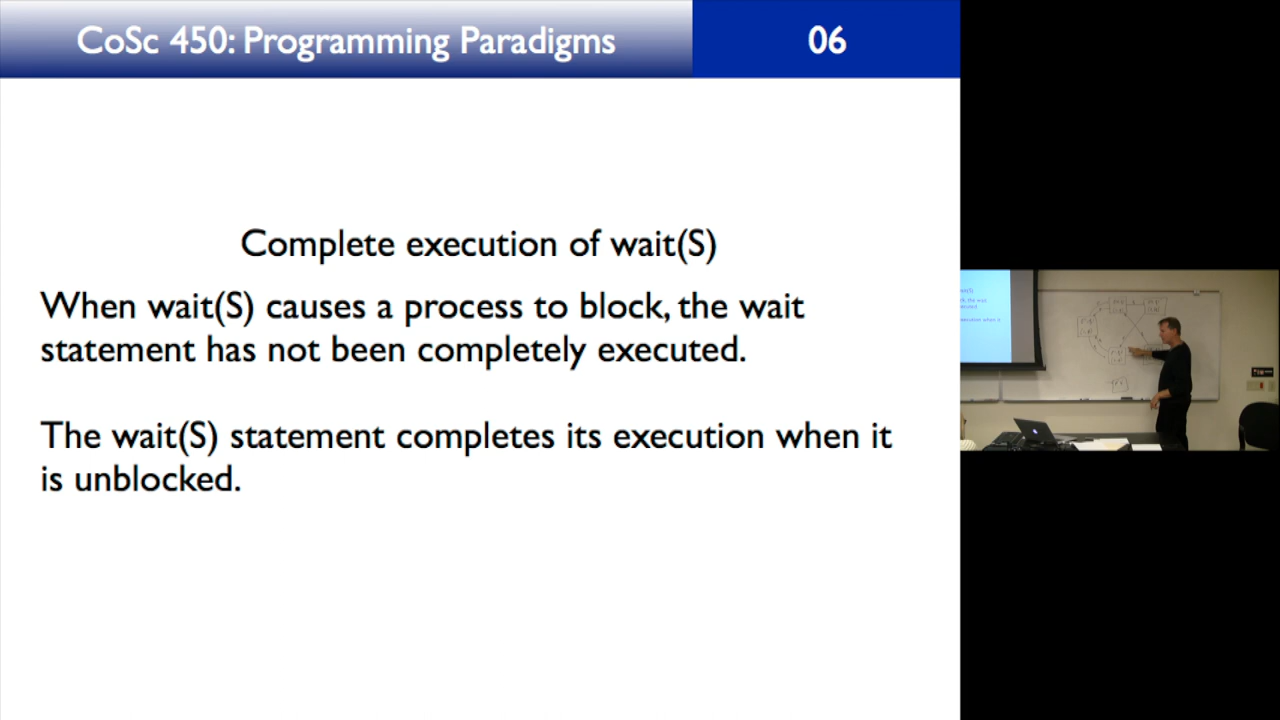 CoSc 450: Programming Paradigms
06
Complete execution of wait(S)
When wait(S) causes a process to block, the wait
statement has not been completely executed.
The wait(S) statement completes its execution when it
is unblocked.